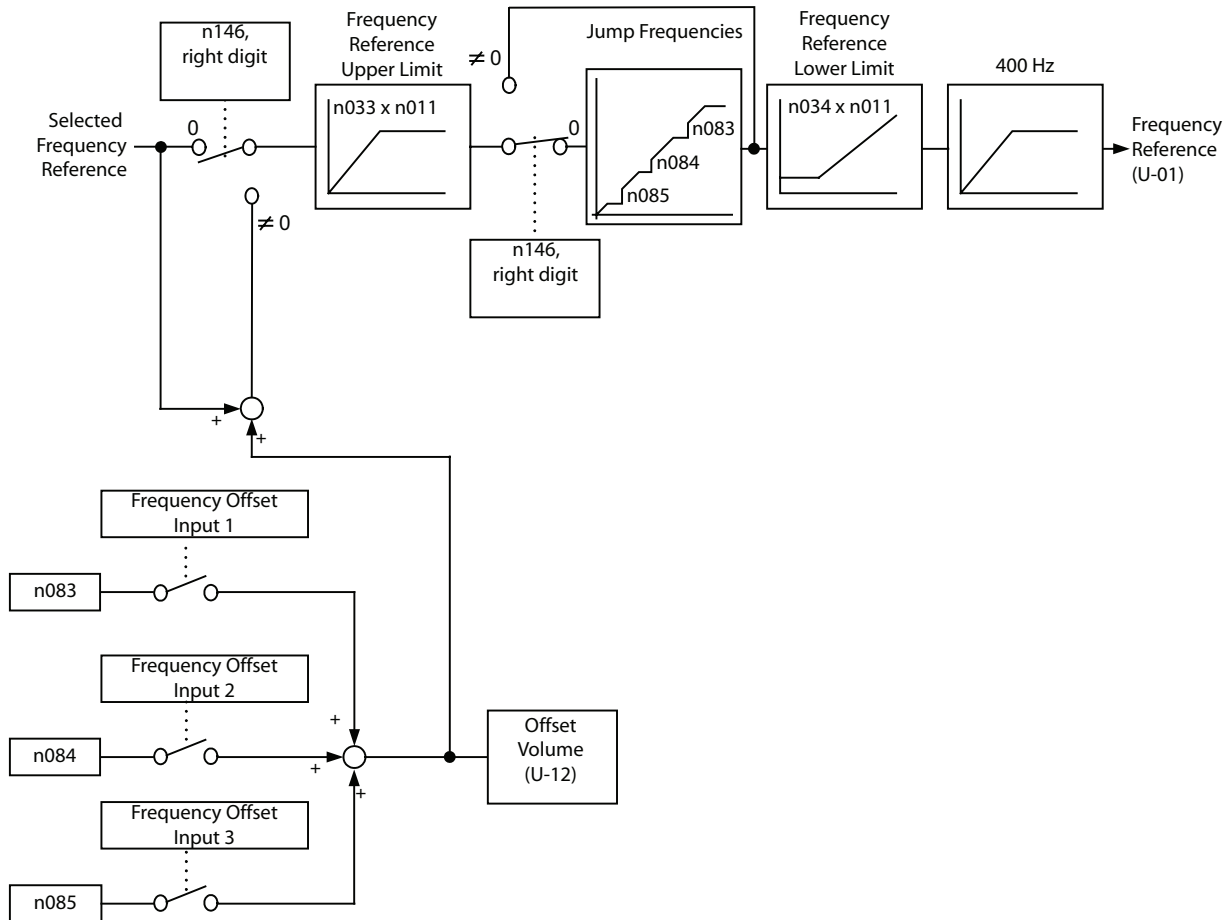 n146,
right digit
Frequency
Reference
Upper Limit
≠ 0
Jump Frequencies
Frequency
Reference
Lower Limit
400 Hz
Selected
Frequency
Reference
0
n033 x n011
0
n083
n084
n085
n034 x n011
Frequency
Reference
(U-01)
≠ 0
n146,
right digit
+
+
Frequency Offset
Input 1
n083
Frequency Offset
Input 2
+
n084
+
Offset
Volume
(U-12)
+
Frequency Offset
Input 3
n085